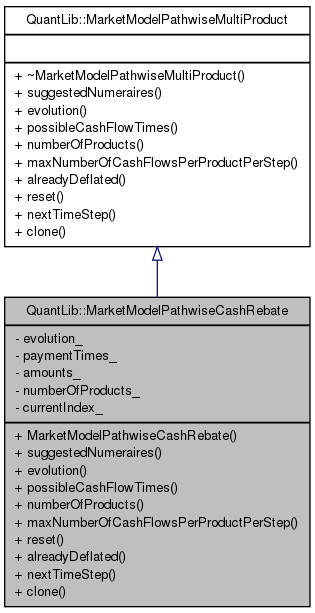 QuantLib::MarketModelPathwiseMultiProduct
+ ~MarketModelPathwiseMultiProduct()
+ suggestedNumeraires()
+ evolution()
+ possibleCashFlowTimes()
+ numberOfProducts()
+ maxNumberOfCashFlowsPerProductPerStep()
+ alreadyDeflated()
+ reset()
+ nextTimeStep()
+ clone()
QuantLib::MarketModelPathwiseCashRebate
- evolution_
- paymentTimes_
- amounts_
- numberOfProducts_
- currentIndex_
+ MarketModelPathwiseCashRebate()
+ suggestedNumeraires()
+ evolution()
+ possibleCashFlowTimes()
+ numberOfProducts()
+ maxNumberOfCashFlowsPerProductPerStep()
+ reset()
+ alreadyDeflated()
+ nextTimeStep()
+ clone()